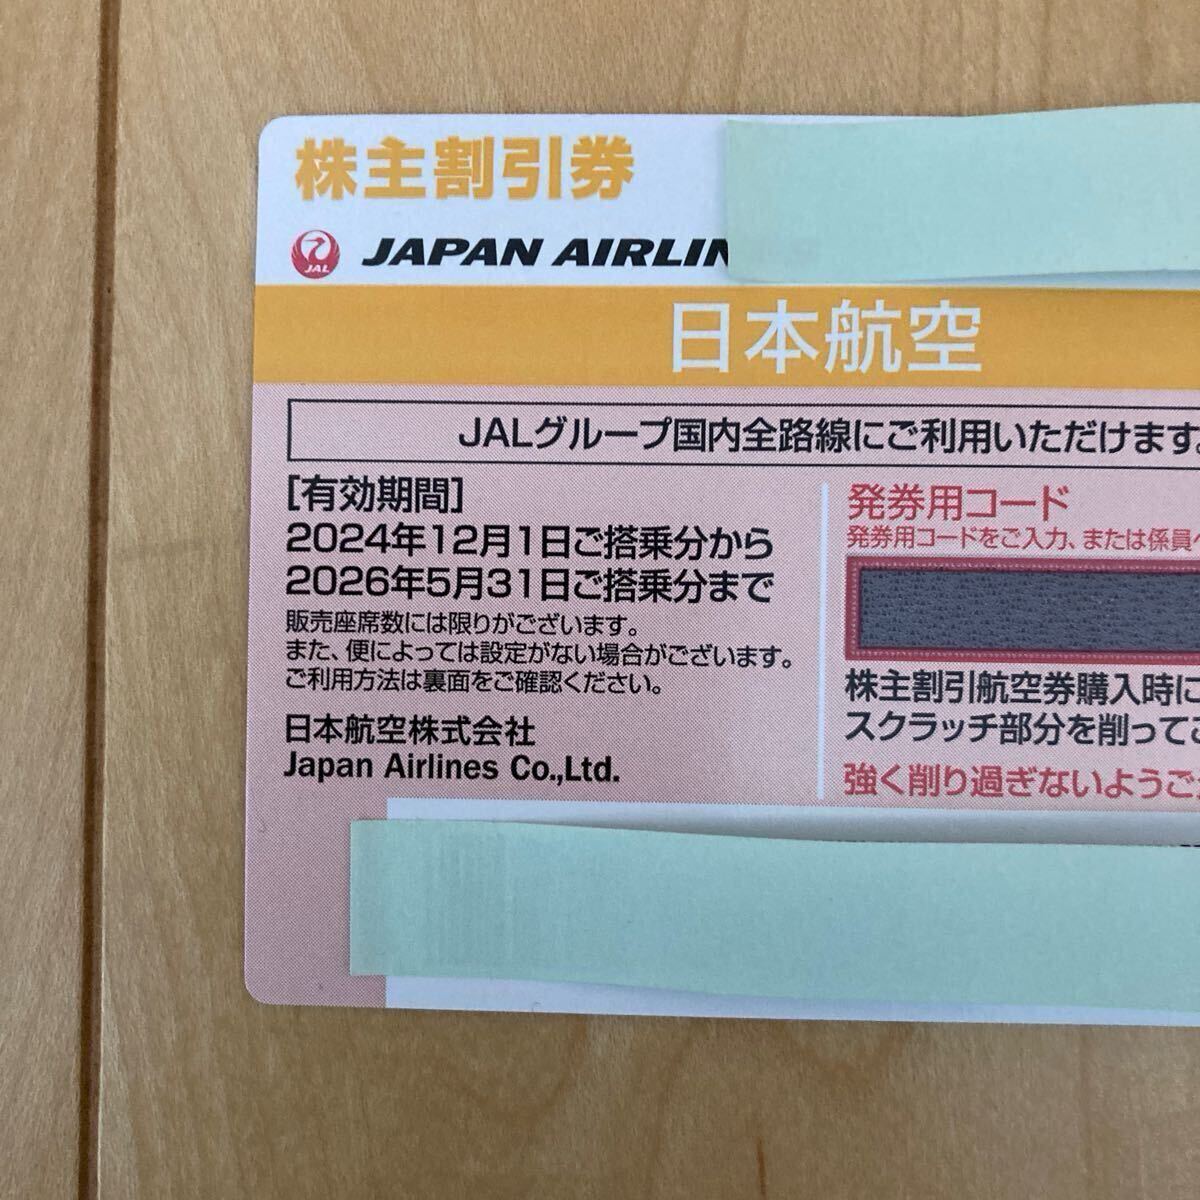 株主割引券
JAL
JAPAN AIRLIN
日本航空
JALグループ国内全路線にご利用いただけます。
[有効期間]
2024年12月1日ご搭乗分から
2026年5月31日ご搭乗分まで
販売座席数には限りがございます。
また、便によっては設定がない場合がございます。
ご利用方法は裏面をご確認ください。
日本航空株式会社
Japan Airlines Co.,Ltd.
発券用コード
発券用コードをご入力、または係員へ
株主割引航空券購入時に
スクラッチ部分を削ってご
強く削り過ぎないようご